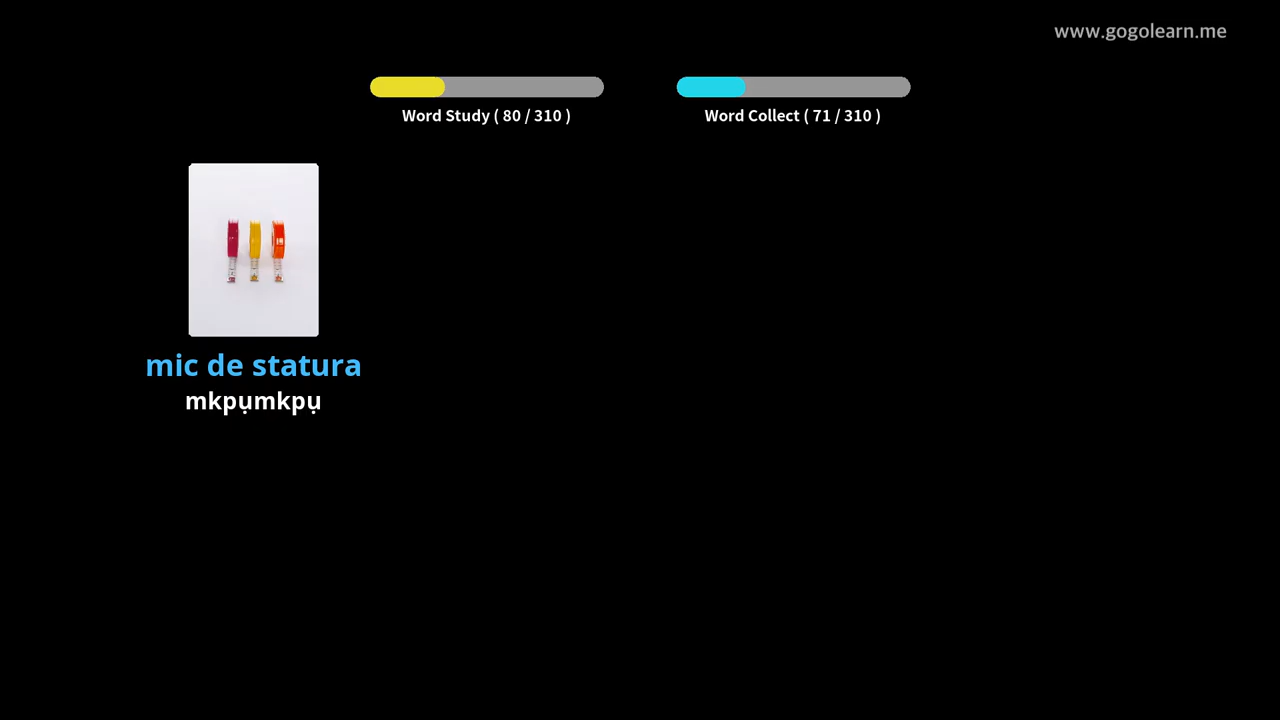 www.gogolearn.me
Word Study ( 80 / 310 )
Word Collect ( 71 / 310 )
mic de statura
mkpụmkpụ